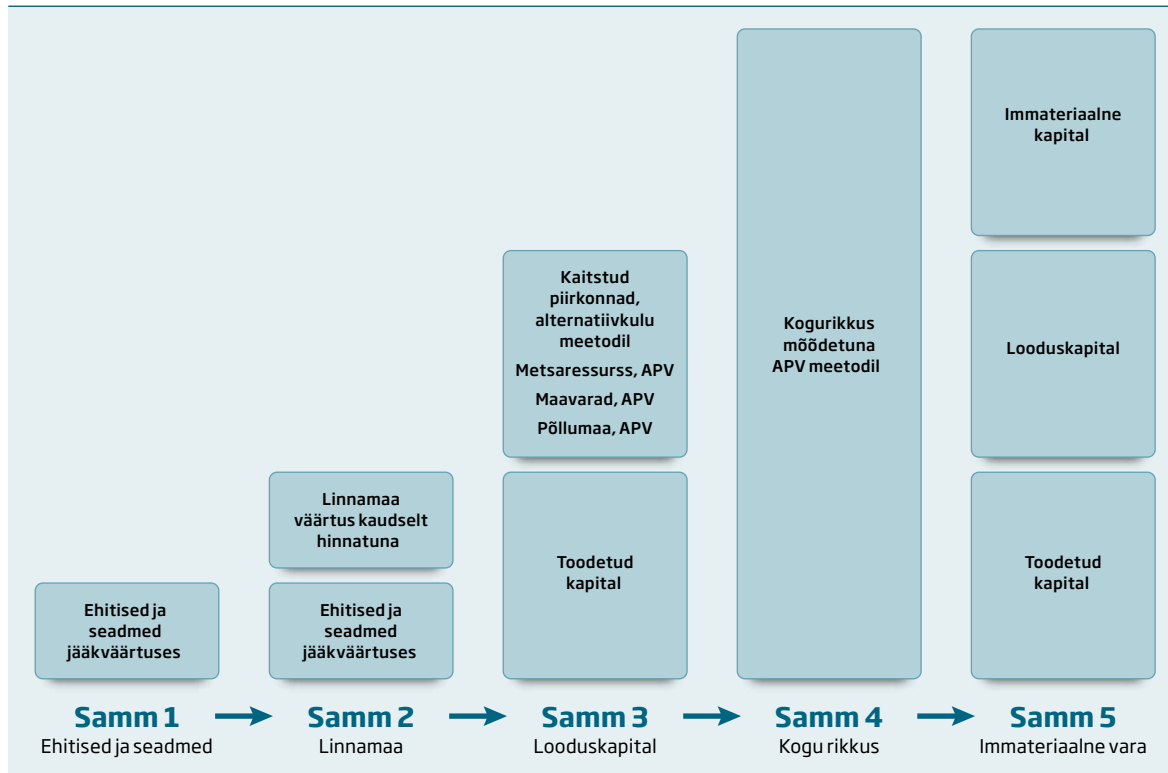 Ehitised ja
seadmed
jääkväärtuses
Linnamaa
väärtus kaudselt
hinnatuna
Ehitised ja
seadmed
jääkväärtuses
Kaitstud
piirkonnad,
alternatiivkulu
meetodil
Metsaressurss, APV
Maavarad, APV
Põllumaa, APV
Toodetud
kapital
Kogurikkus
mõõdetuna
APV meetodil
Immateriaalne
kapital
Looduskapital
Toodetud
kapital
Samm 1
Ehitised ja seadmed
Samm 2
Linnamaa
Samm 3
Looduskapital
Samm 4
Kogu rikkus
Samm 5
Immateriaalne vara